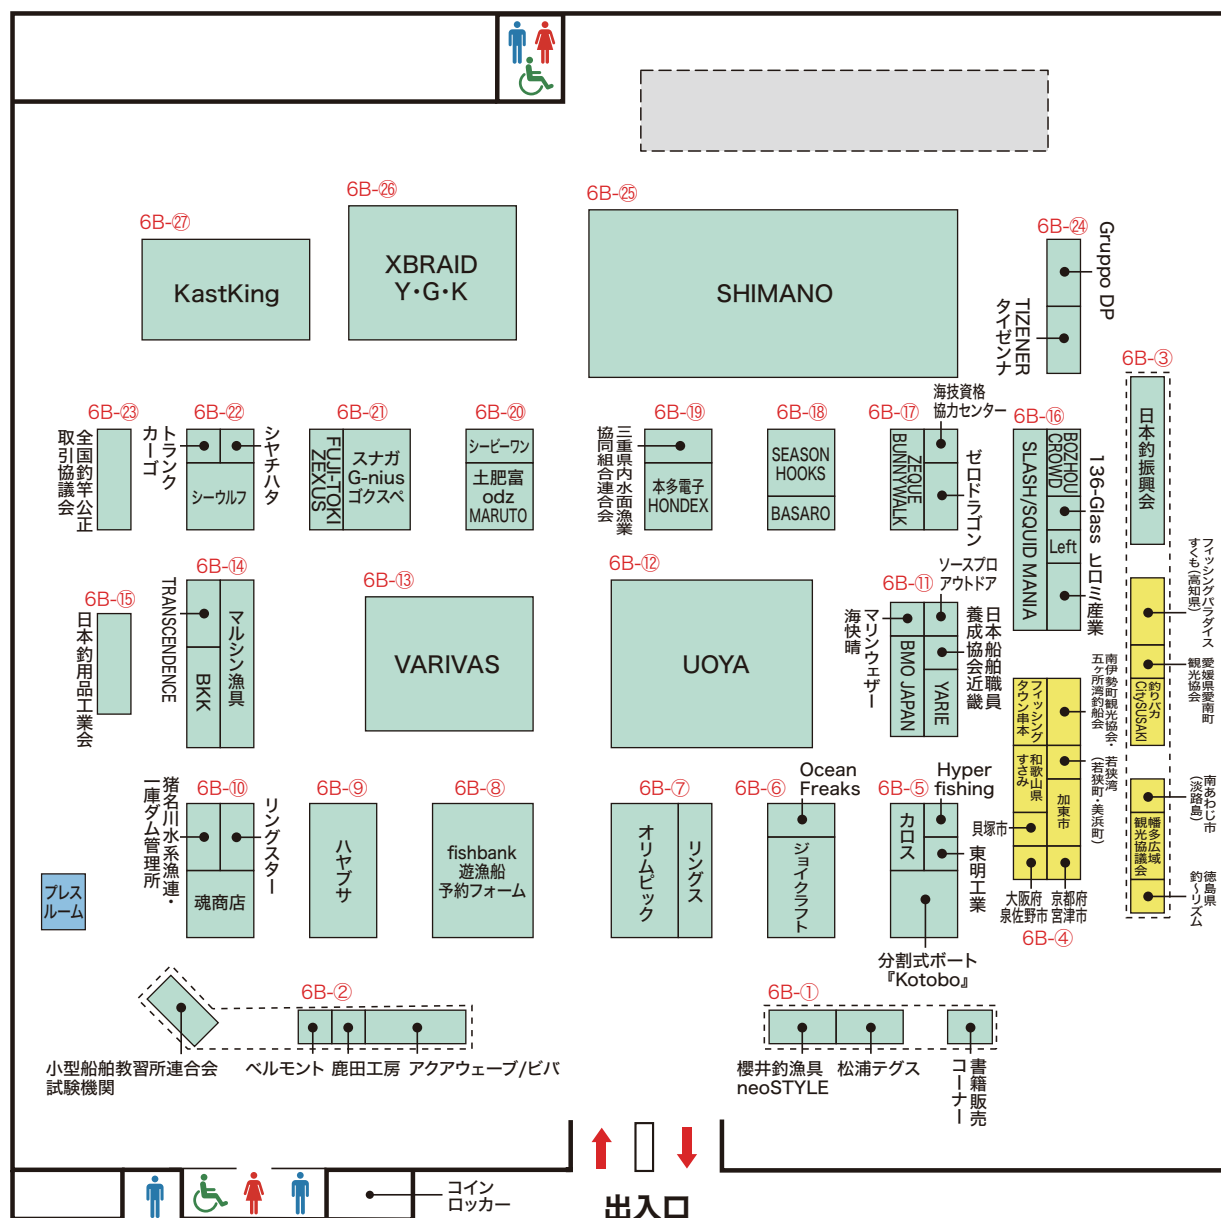 6B-㉗
KastKing
6B-㉖
XBRAID
Y・G・K
6B-㉕
SHIMANO
6B-㉔
Gruppo DP
TIZENER
タイゼンナ
6B-③
日本釣振興会
フィッシングパラダイス
すくも(高知県)
愛媛県愛南町
観光協会
釣りバカ
City/SUSAKI
南あわじ市
(淡路島)
幡多広域
観光協議会
徳島県
釣〜リズム
6B-㉓
全国釣竿公正
取引協議会
6B-㉒
トランク
カーゴ
シヤチハタ
シーウルフ
6B-㉑
FUJI-TOKI
ZEXUS
スナガ
G-nius
ゴクスペ
6B-⑳
シービーワン
土肥富
odz
MARUTO
6B-⑲
三重県内水面漁業
協同組合連合会
本多電子
HONDEX
6B-⑱
SEASON
HOOKS
BASARO
6B-⑰
海技資格
協力センター
ZEQUE
BUNNYWALK
ゼロドラゴン
6B-⑯
SLASH/SQUID MANIA
BOZHOU
CROWD
136-Glass
Left
ヒロミ産業
6B-⑮
日本釣用品工業会
6B-⑭
TRANSCENDENCE
BKK
マルシン漁具
6B-⑬
VARIVAS
6B-⑫
UOYA
6B-⑪
ソースプロ
アウトドア
マリンウェザー
海快晴
BMO JAPAN
日本船舶職員
養成協会近畿
YARIE
フィッシング
タウン串本
南伊勢町観光協会・
五ケ所湾釣船会
和歌山県
すさみ
若狭湾
(若狭町・美浜町)
加東市
貝塚市
大阪府
泉佐野市
京都府
宮津市
6B-④
6B-⑩
猪名川水系漁連・
一庫ダム管理所
リングスター
魂商店
6B-⑨
ハヤブサ
6B-⑧
fishbank
遊漁船
予約フォーム
6B-⑦
オリムピック
リングス
6B-⑥
Ocean
Freaks
ジョイクラフト
6B-⑤
Hyper
fishing
カロス
東明工業
分割式ボート
『Kotobo』
プレス
ルーム
6B-②
小型船舶教習所連合会
試験機関
ベルモント
鹿田工房
アクアウェーブ/ビバ
6B-①
櫻井釣漁具
neoSTYLE
松浦テグス
書籍販売
コーナー
コイン
ロッカー
出入口